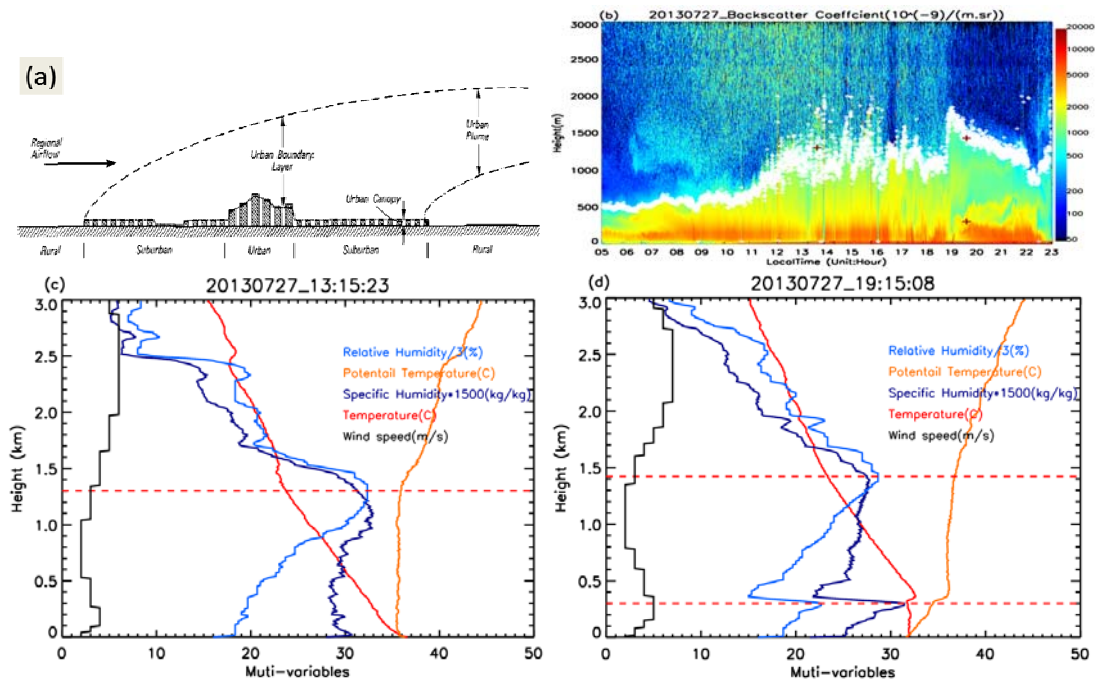 (a)
Regional
Airflow
Urban Boundary
Layer
Urban
Plume
Urban Canopy
Rural
Suburban
Urban
Suburban
Rural
(b) 20130727_Backscatter Coeffcient(10^(-9)/(m.sr))
3000
2500
2000
1500
1000
500
0
Height(m)
05 06 07 08 09 10 11 12 13 14 15 16 17 18 19 20 21 22 23
LocalTime (Unit:Hour)
20000
10000
5000
2000
1000
500
200
100
50
(c) 20130727_13:15:23
3.0
2.5
2.0
1.5
1.0
0.5
0
Height (km)
Relative Humidity/3(%)
Potentail Temperature(C)
Specific Humidity*1500(kg/kg)
Temperature(C)
Wind speed(m/s)
0 10 20 30 40 50
Muti-variables
(d) 20130727_19:15:08
3.0
2.5
2.0
1.5
1.0
0.5
0
Height (km)
Relative Humidity/3(%)
Potentail Temperature(C)
Specific Humidity*1500(kg/kg)
Temperature(C)
Wind speed(m/s)
0 10 20 30 40 50
Muti-variables